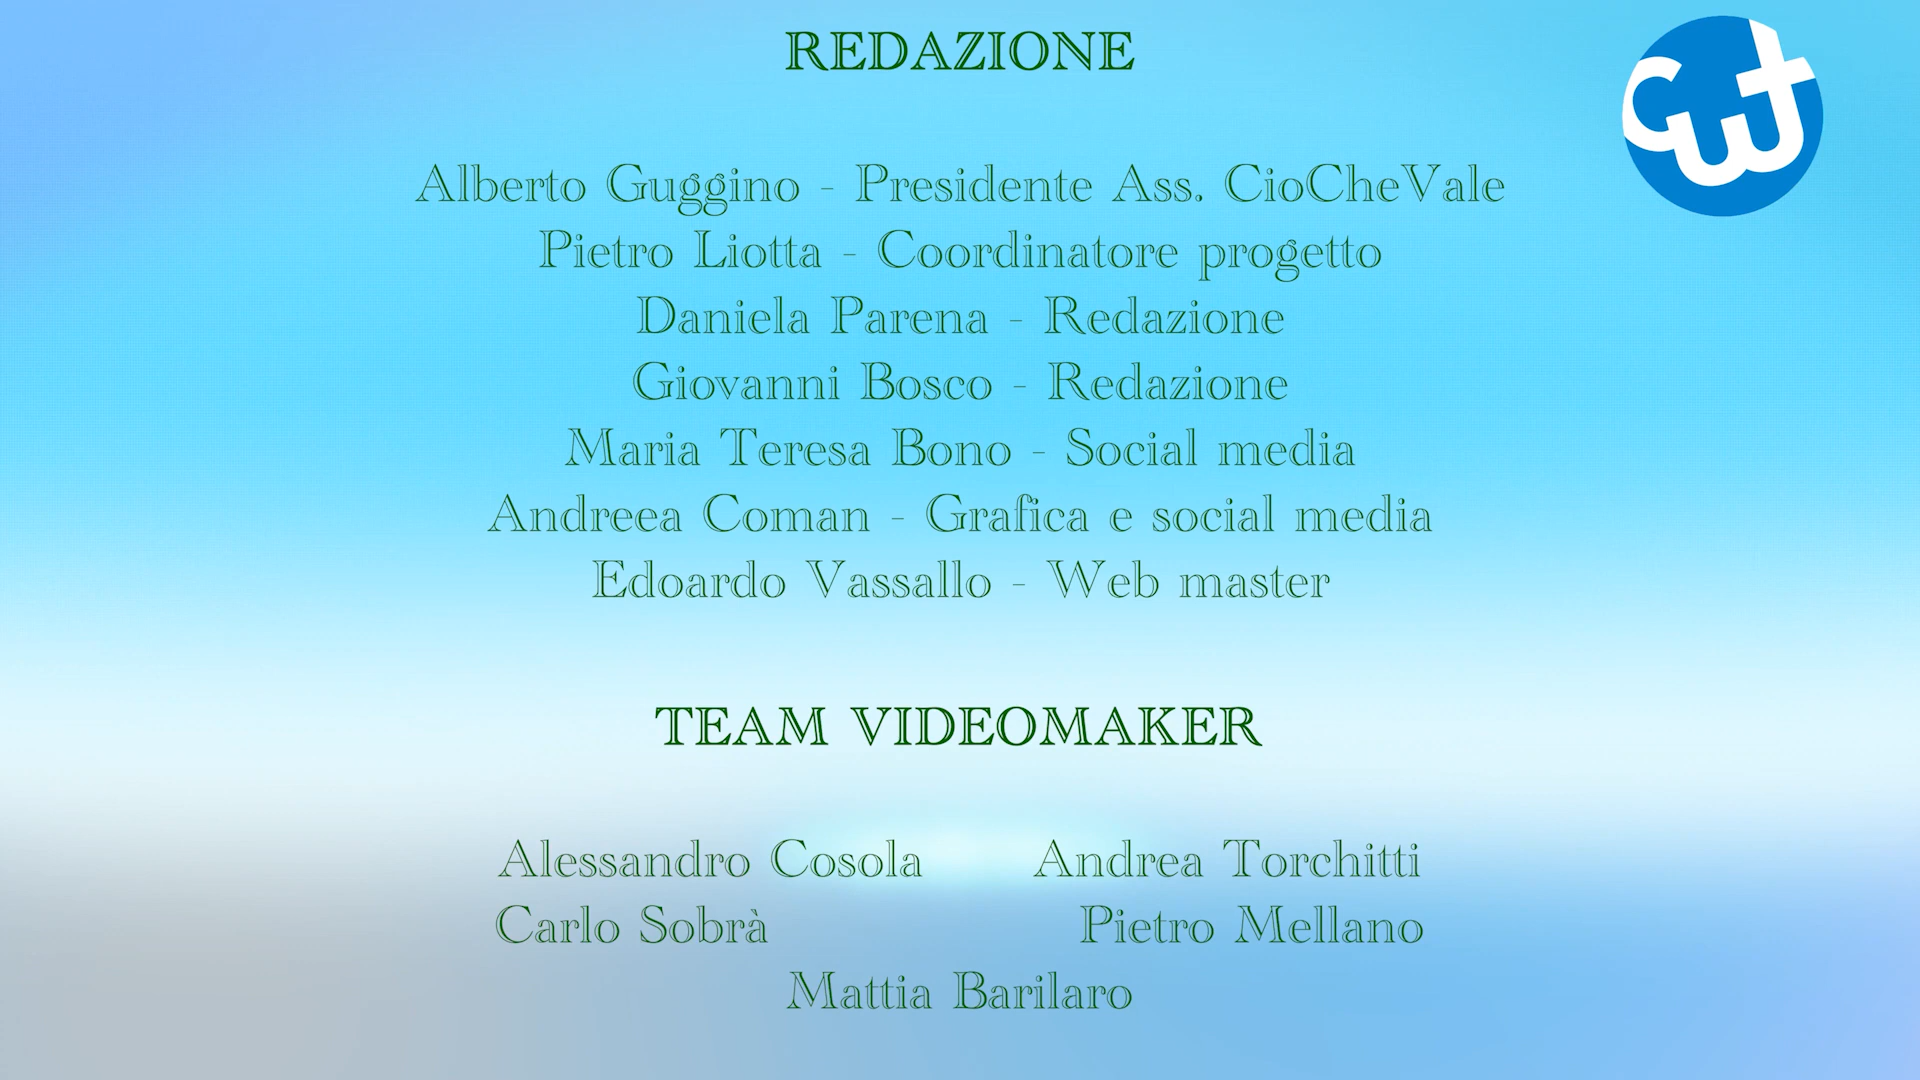 REDAZIONE
cwt
Alberto Guggino - Presidente Ass. CioCheVale
Pietro Liotta - Coordinatore progetto
Daniela Parena - Redazione
Giovanni Bosco - Redazione
Maria Teresa Bono - Social media
Andreea Coman - Grafica e social media
Edoardo Vassallo - Web master
TEAM VIDEOMAKER
Alessandro Cosola Andrea Torchitti
Carlo Sobrà Pietro Mellano
Mattia Barilaro